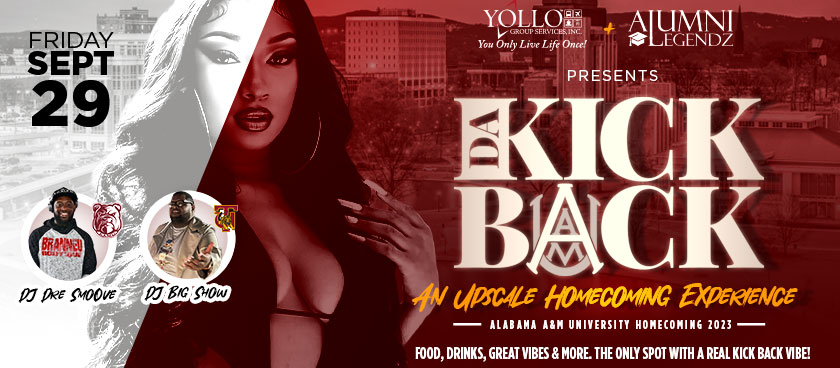 FRIDAY
SEPT
29
YOLLO
GROUP SERVICES, INC.
You Only Live Life Once!
+
ALUMNI
LEGENDZ
PRESENTS
DA KICK
BACK
AAMU
AN UPSCALE HOMECOMING EXPERIENCE
ALABAMA A&M UNIVERSITY HOMECOMING 2023
FOOD, DRINKS, GREAT VIBES & MORE. THE ONLY SPOT WITH A REAL KICK BACK VIBE!
DJ DRE SMOOVE
DJ BIG SHOW